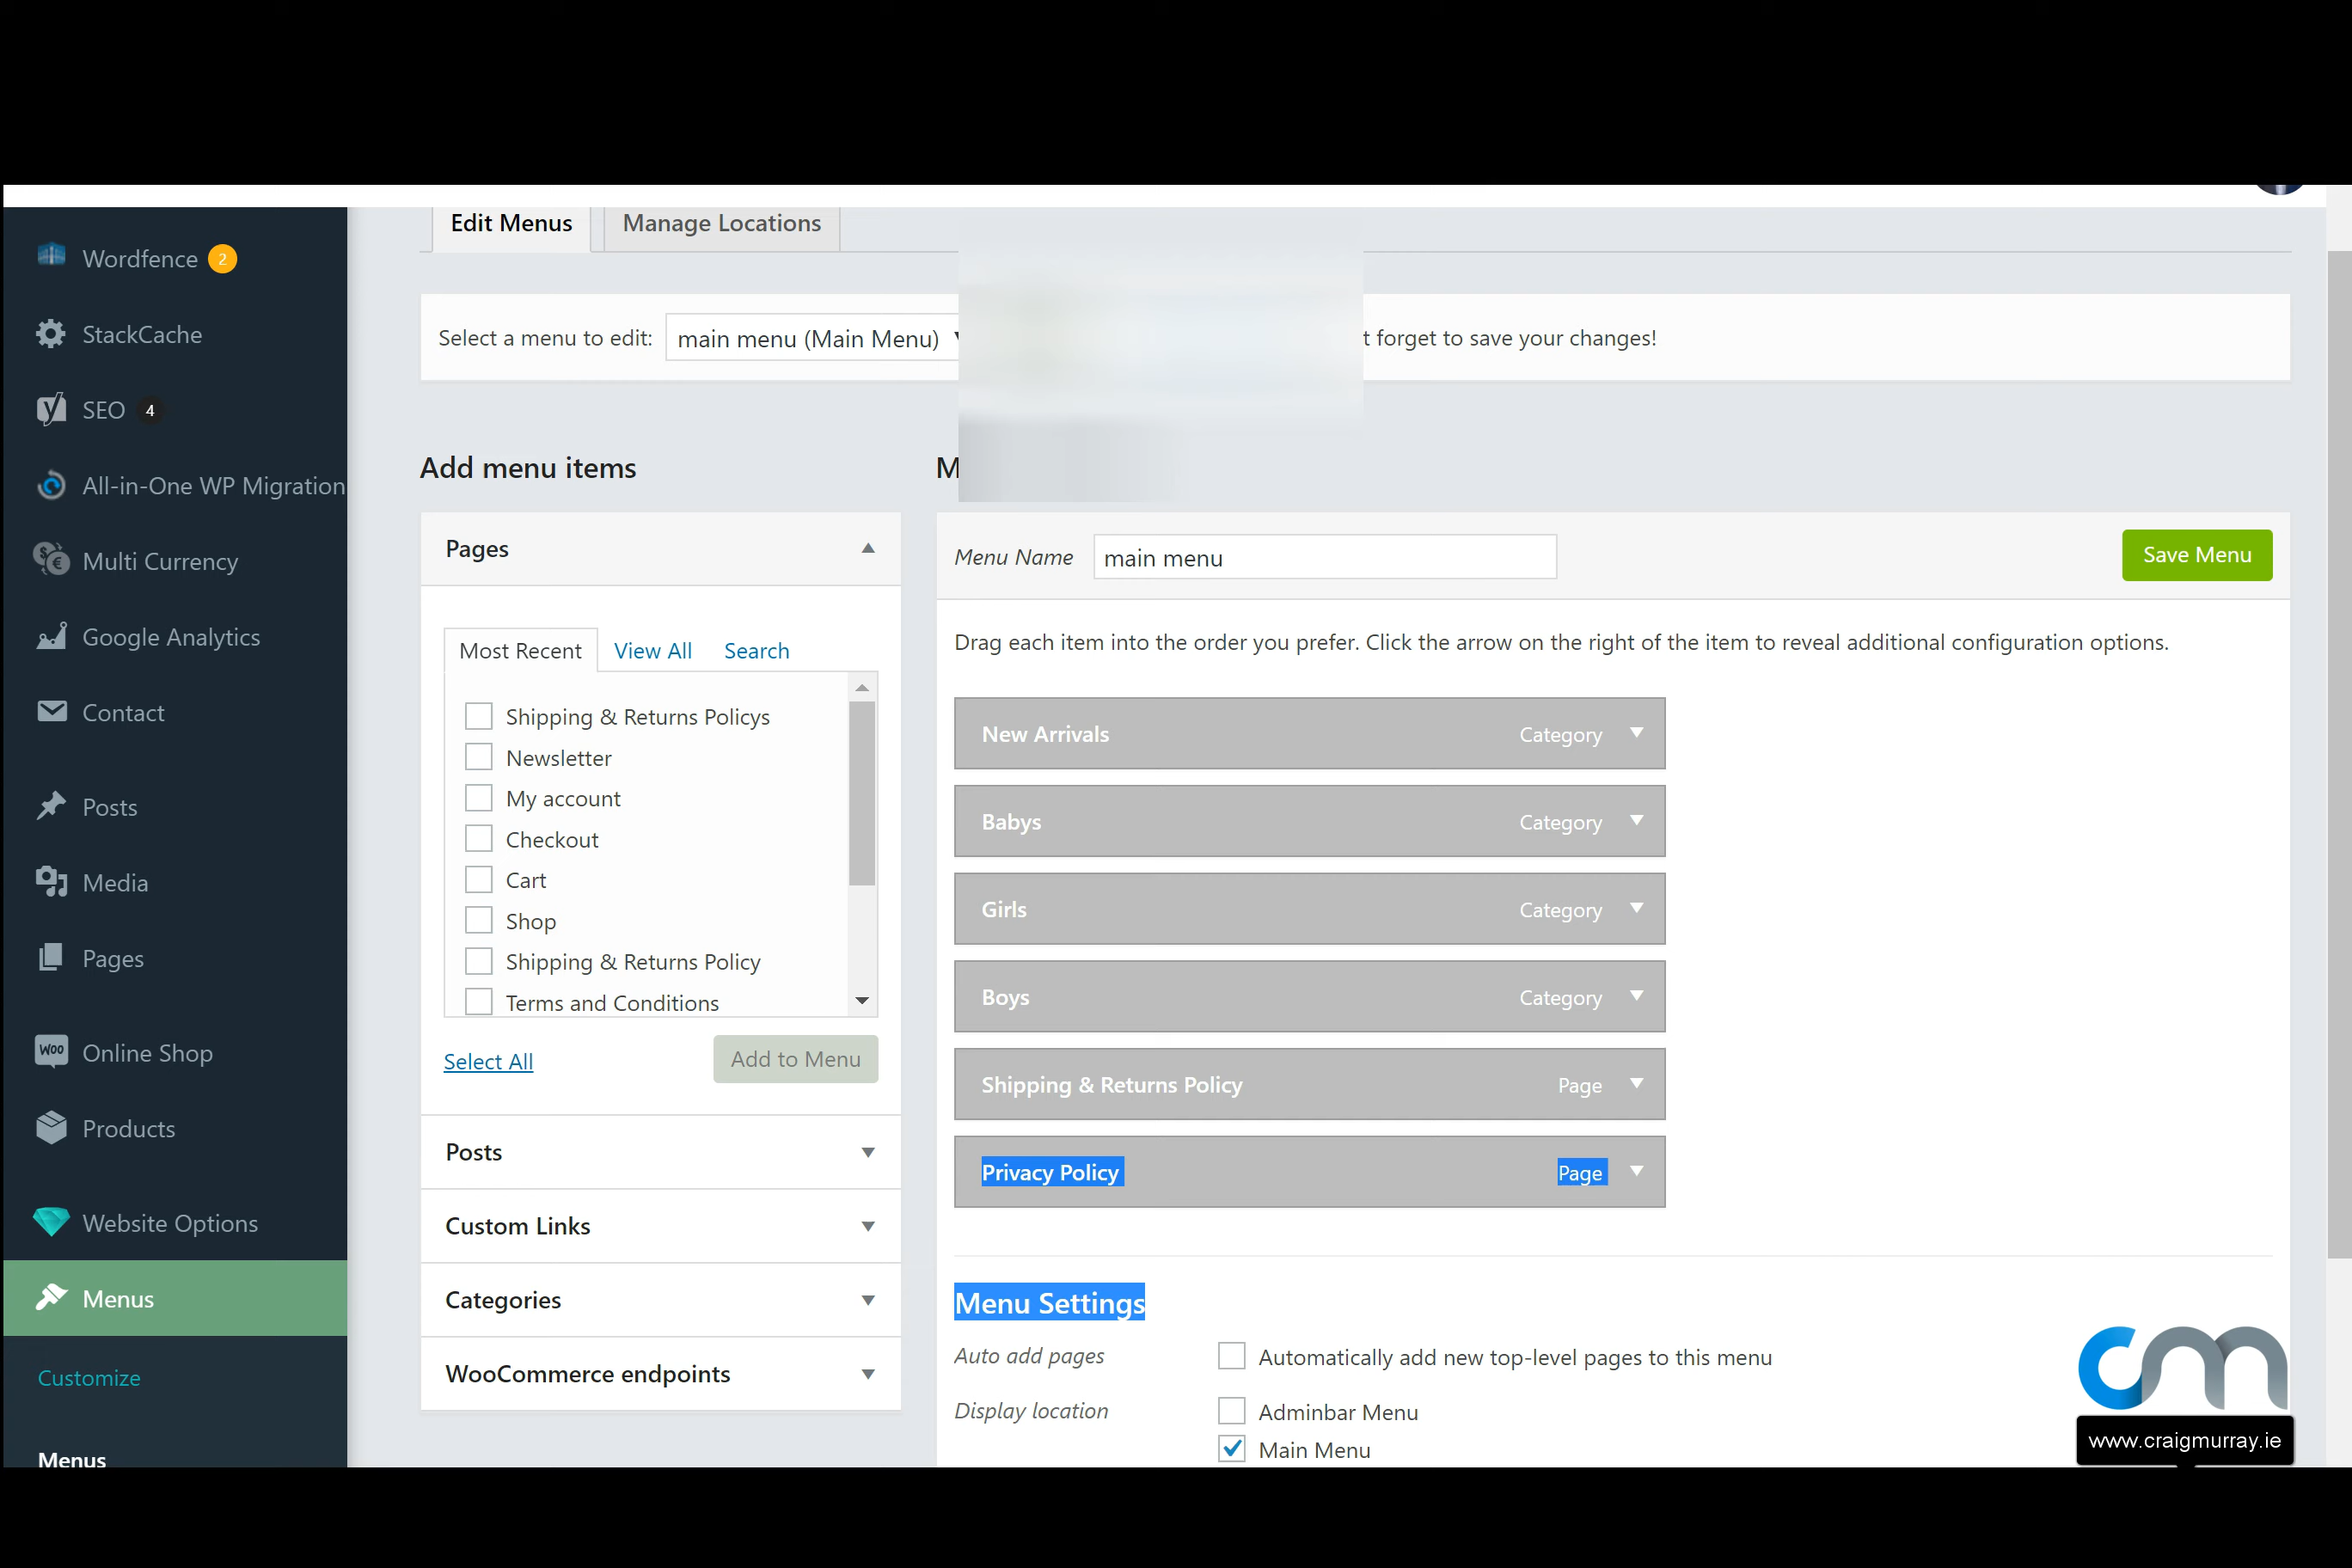 Edit Menus
Manage Locations
Wordfence 2
StackCache
SEO 4
All-in-One WP Migration
Multi Currency
Google Analytics
Contact
Posts
Media
Pages
Online Shop
Products
Website Options
Menus
Customize
Menus
Select a menu to edit: main menu (Main Menu)
t forget to save your changes!
Add menu items
M
Pages
Most Recent View All Search
Shipping & Returns Policys
Newsletter
My account
Checkout
Cart
Shop
Shipping & Returns Policy
Terms and Conditions
Select All Add to Menu
Posts
Custom Links
Categories
WooCommerce endpoints
Menu Name main menu Save Menu
Drag each item into the order you prefer. Click the arrow on the right of the item to reveal additional configuration options.
New Arrivals Category
Babys Category
Girls Category
Boys Category
Shipping & Returns Policy Page
Privacy Policy Page
Menu Settings
Auto add pages Automatically add new top-level pages to this menu
Display location Adminbar Menu
Main Menu
cm
www.craigmurray.ie